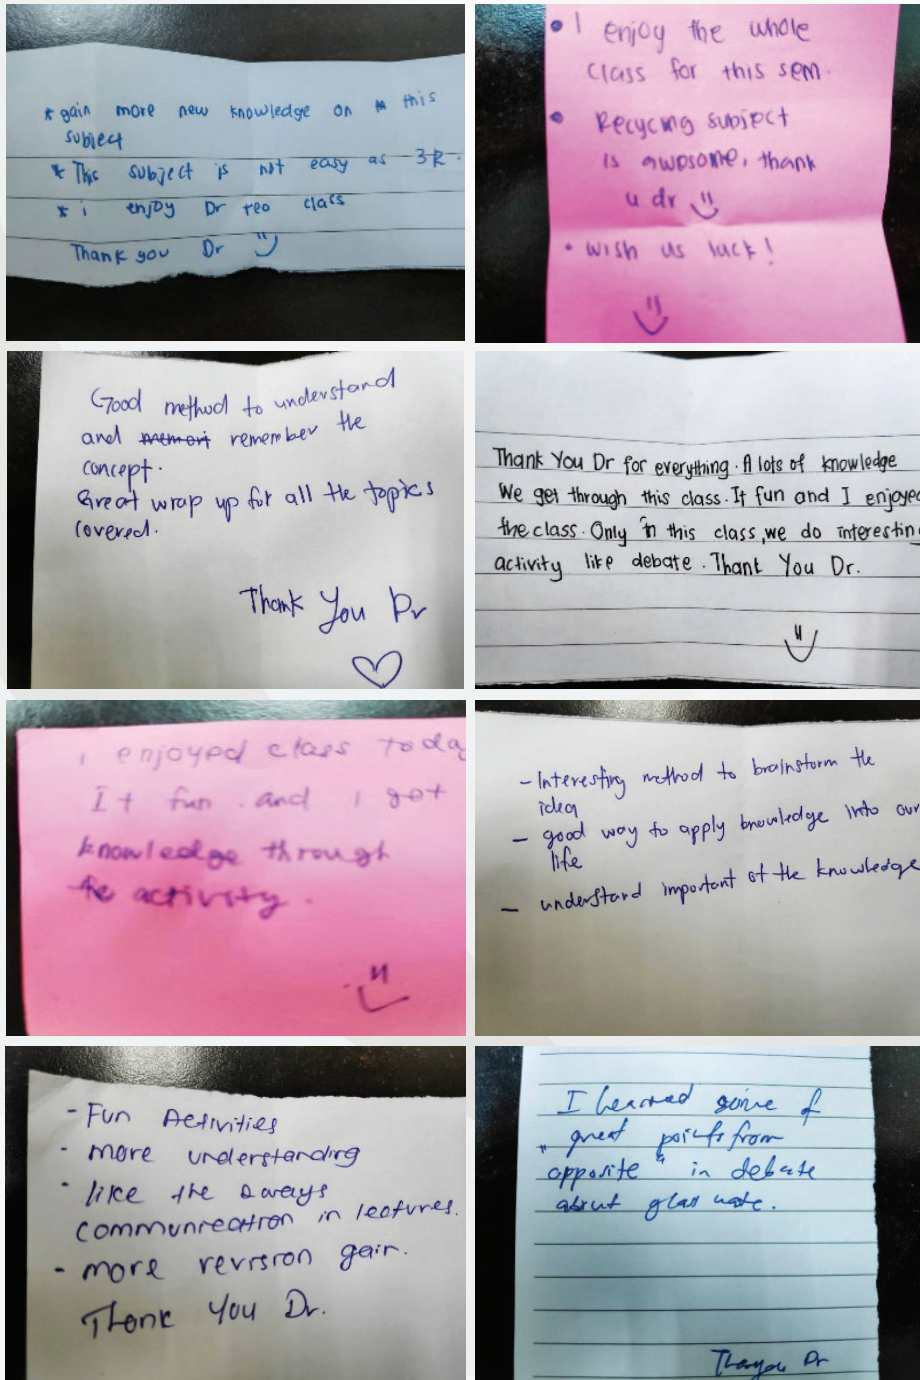 * gain more new knowledge on this
subject
* This subject is not easy as 3R.
* i enjoy Dr teo class
Thank you Dr
• I enjoy the whole
class for this sem.
• Recycing subject
is awesome, thank
u dr
• wish us luck!
Good method to understand
and memori remember the
concept.
Great wrap up for all the topics
covered.
Thank You Dr
Thank You Dr for everything. A lots of knowledge
We get through this class. It fun and I enjoyed
the class. Only in this class, we do interestin
activity like debate. Thank You Dr.
I enjoyed class toda
It fun and i got
knowledge through
the activity.
- Interesting method to brainstorm the
idea
- good way to apply knowledge into our
life
- understand important of the knowledge
- Fun Activities
- more understanding
- like the 2 ways
communication in lectures.
- more revision gain.
Thank You Dr.
I learned some of
"great points from
opposite" in debate
about glass waste.
Thank you Dr